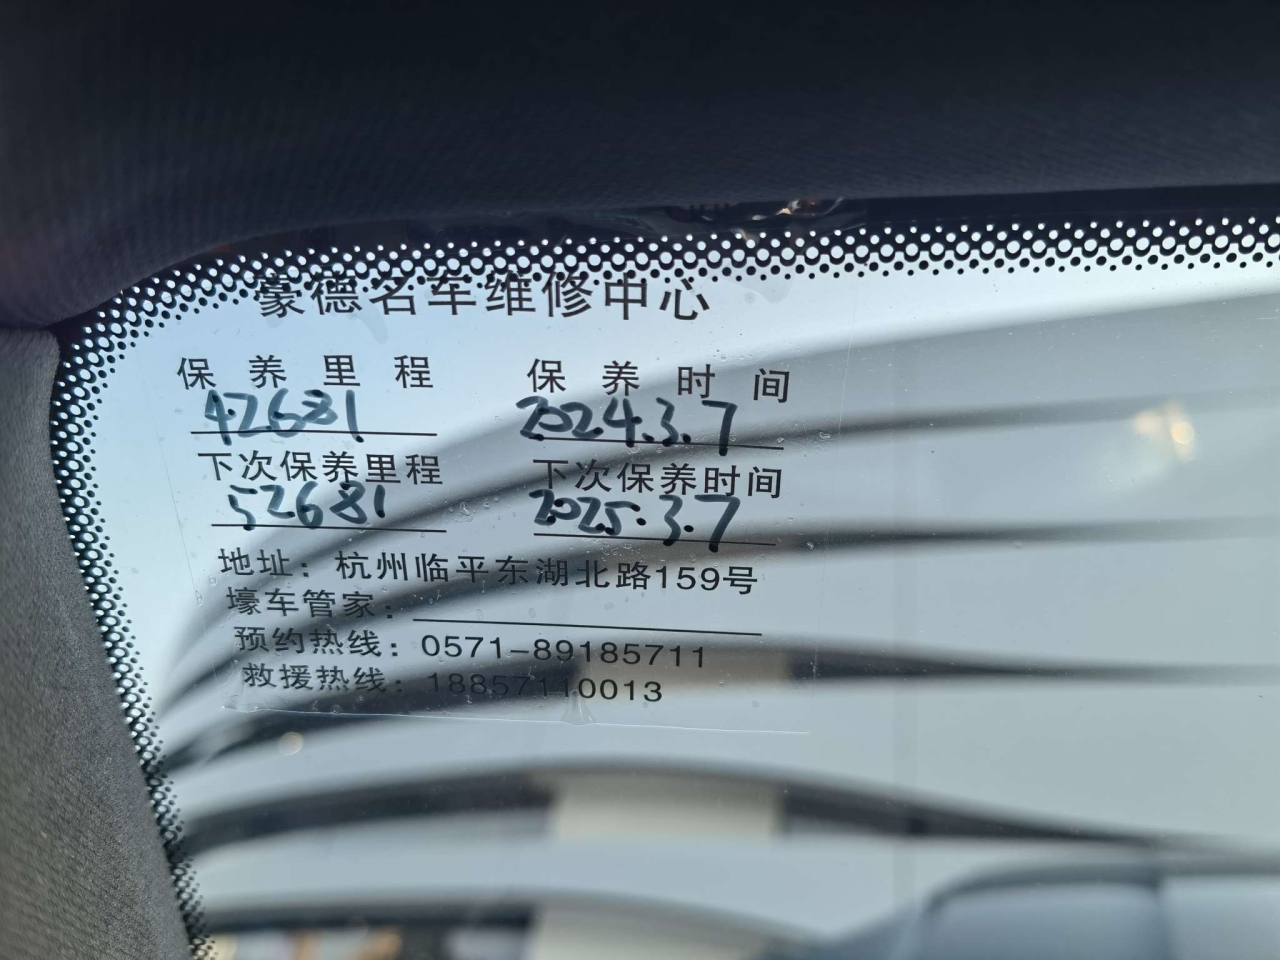 豪德名车维修中心
保养里程 保养时间
42681 2024.3.7
下次保养里程 下次保养时间
52681 2025.3.7
地址：杭州临平东湖北路159号
壕车管家：
预约热线：0571-89185711
救援热线：18857110013